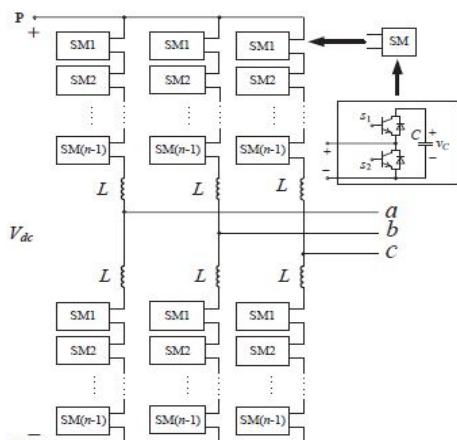 P
+
SM1 SM1 SM1 SM
SM2 SM2 SM2
s1 C + vC −
SM(n-1) SM(n-1) SM(n-1)
+ s2
−
L L L
a
Vdc b
c
L L L
SM1 SM1 SM1
SM2 SM2 SM2
SM(n-1) SM(n-1) SM(n-1)
−